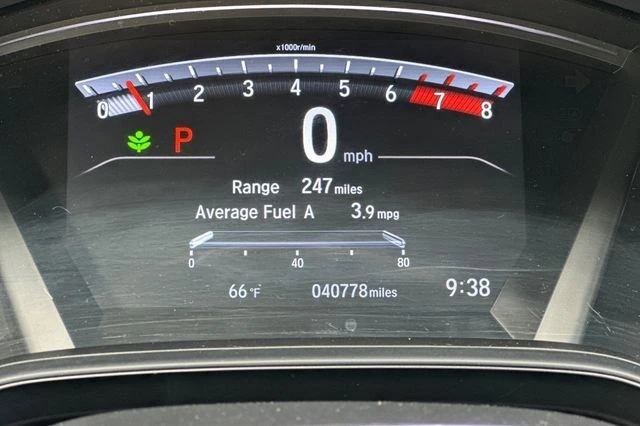 x1000r/min
0 1 2 3 4 5 6 7 8
P 0 mph
Range 247 miles
Average Fuel A 3.9 mpg
0 40 80
66°F 040778 miles 9:38